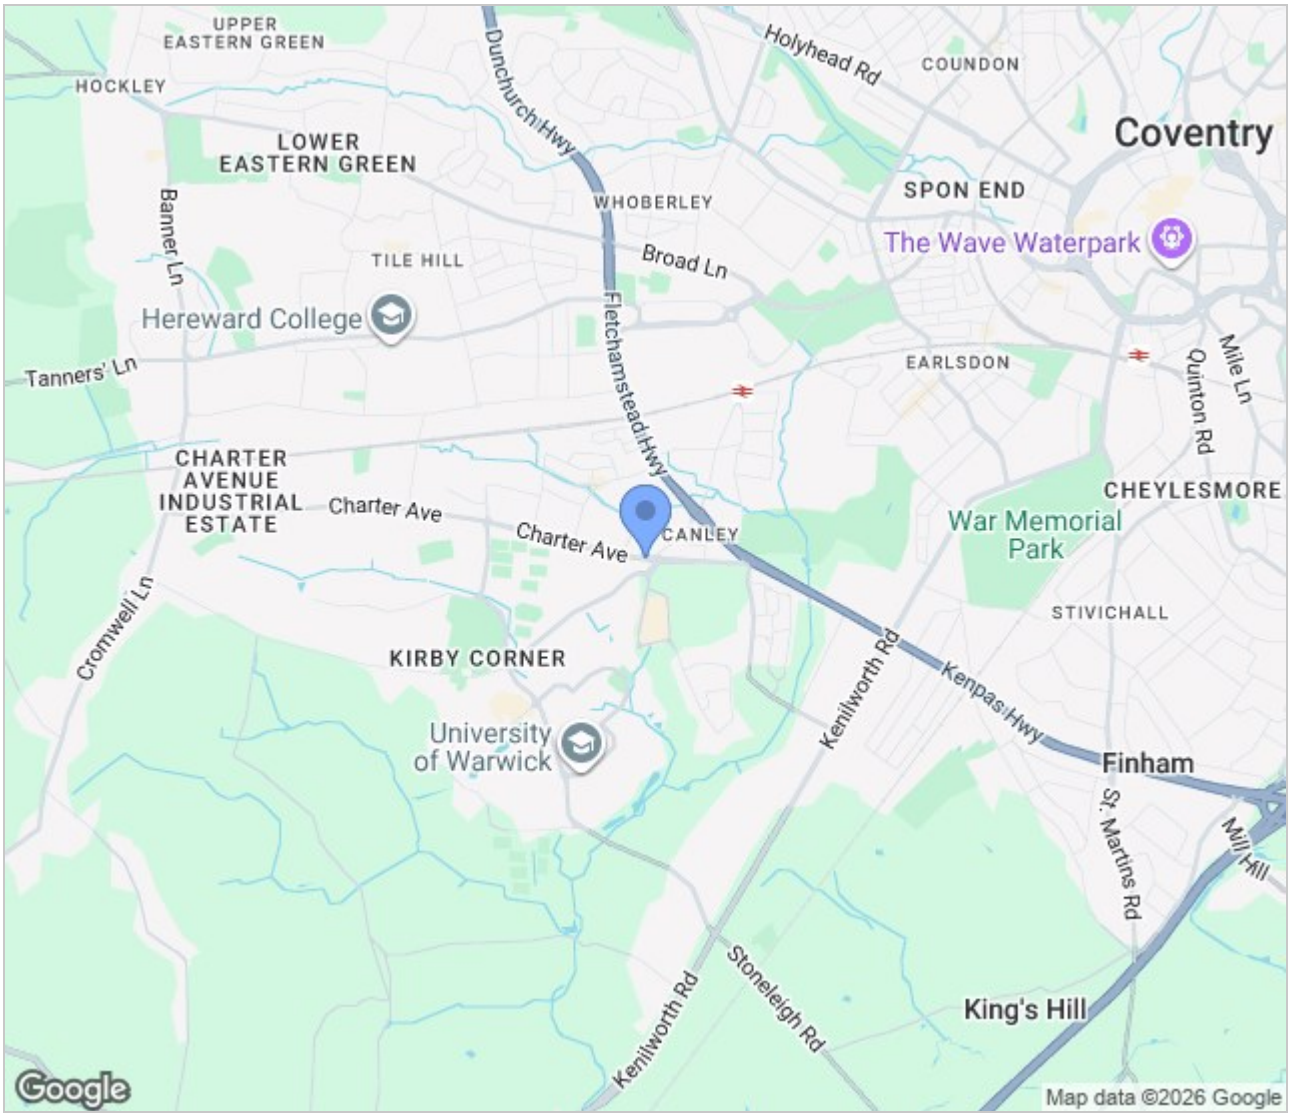 UPPER
EASTERN GREEN
HOCKLEY
Dunchurch Hwy
Holyhead Rd
COUNDON
Coventry
LOWER
EASTERN GREEN
Banner Ln
WHOBERLEY
SPON END
The Wave Waterpark
TILE HILL
Broad Ln
Hereward College
Fletchamstead Hwy
Tanners' Ln
EARLSDON
Quinton Rd
Mile Ln
CHARTER
AVENUE
INDUSTRIAL
ESTATE
Charter Ave
Charter Ave
CANLEY
CHEYLESMORE
War Memorial
Park
Cromwell Ln
STIVICHALL
KIRBY CORNER
Kenilworth Rd
Kenpas Hwy
University
of Warwick
Finham
St. Martins Rd
Mill Hill
Stoneleigh Rd
Kenilworth Rd
King's Hill
Google
Map data ©2026 Google